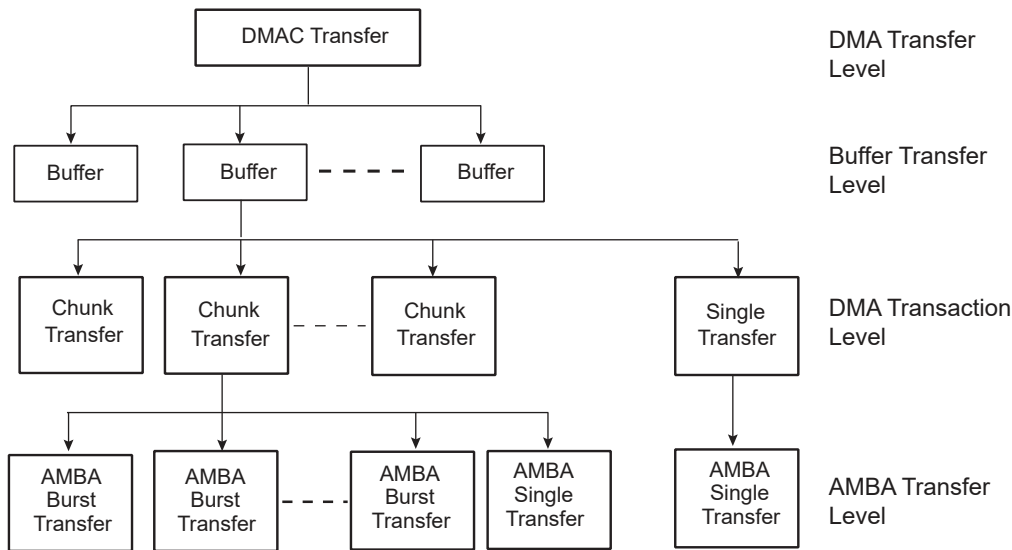 DMAC Transfer
DMA Transfer
Level
Buffer
Buffer
Buffer
Buffer Transfer
Level
Chunk
Transfer
Chunk
Transfer
Chunk
Transfer
Single
Transfer
DMA Transaction
Level
AMBA
Burst
Transfer
AMBA
Burst
Transfer
AMBA
Burst
Transfer
AMBA
Single
Transfer
AMBA
Single
Transfer
AMBA Transfer
Level